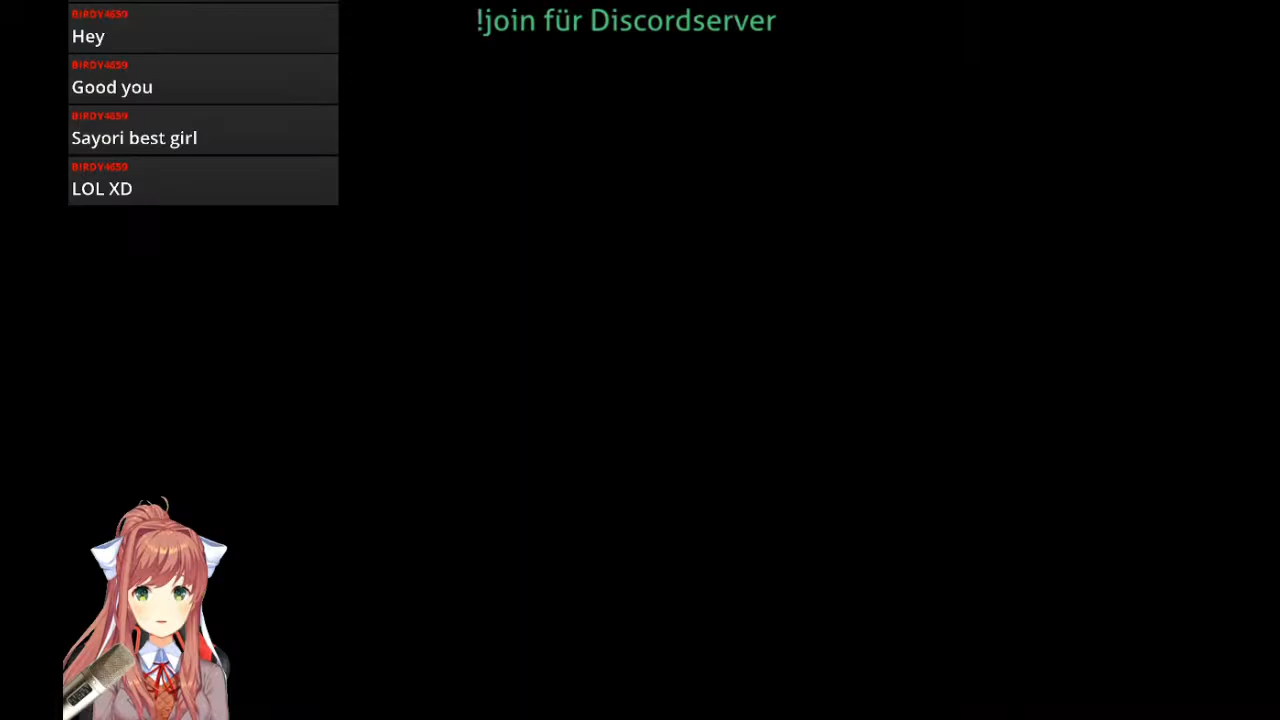 BIRDY4659
Hey
BIRDY4659
Good you
BIRDY4659
Sayori best girl
BIRDY4659
LOL XD
!join für Discordserver